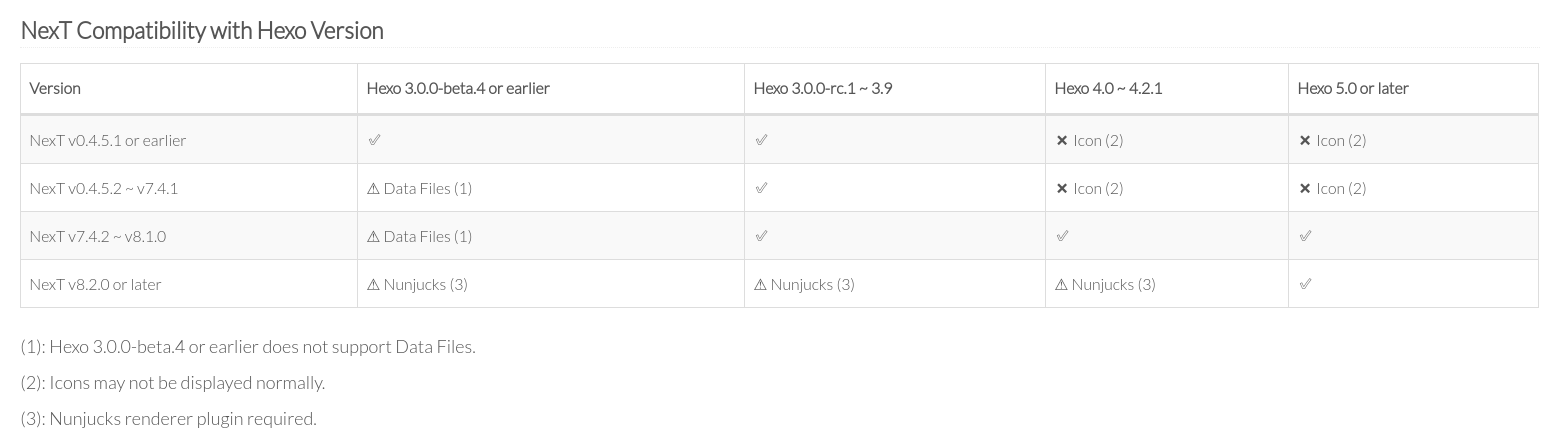 NexT Compatibility with Hexo Version
Version Hexo 3.0.0-beta.4 or earlier Hexo 3.0.0-rc.1 ~ 3.9 Hexo 4.0 ~ 4.2.1 Hexo 5.0 or later
NexT v0.4.5.1 or earlier ✅ ✅ ❌ Icon (2) ❌ Icon (2)
NexT v0.4.5.2 ~ v7.4.1 ⚠ Data Files (1) ✅ ❌ Icon (2) ❌ Icon (2)
NexT v7.4.2 ~ v8.1.0 ⚠ Data Files (1) ✅ ✅ ✅
NexT v8.2.0 or later ⚠ Nunjucks (3) ⚠ Nunjucks (3) ⚠ Nunjucks (3) ✅
(1): Hexo 3.0.0-beta.4 or earlier does not support Data Files.
(2): Icons may not be displayed normally.
(3): Nunjucks renderer plugin required.